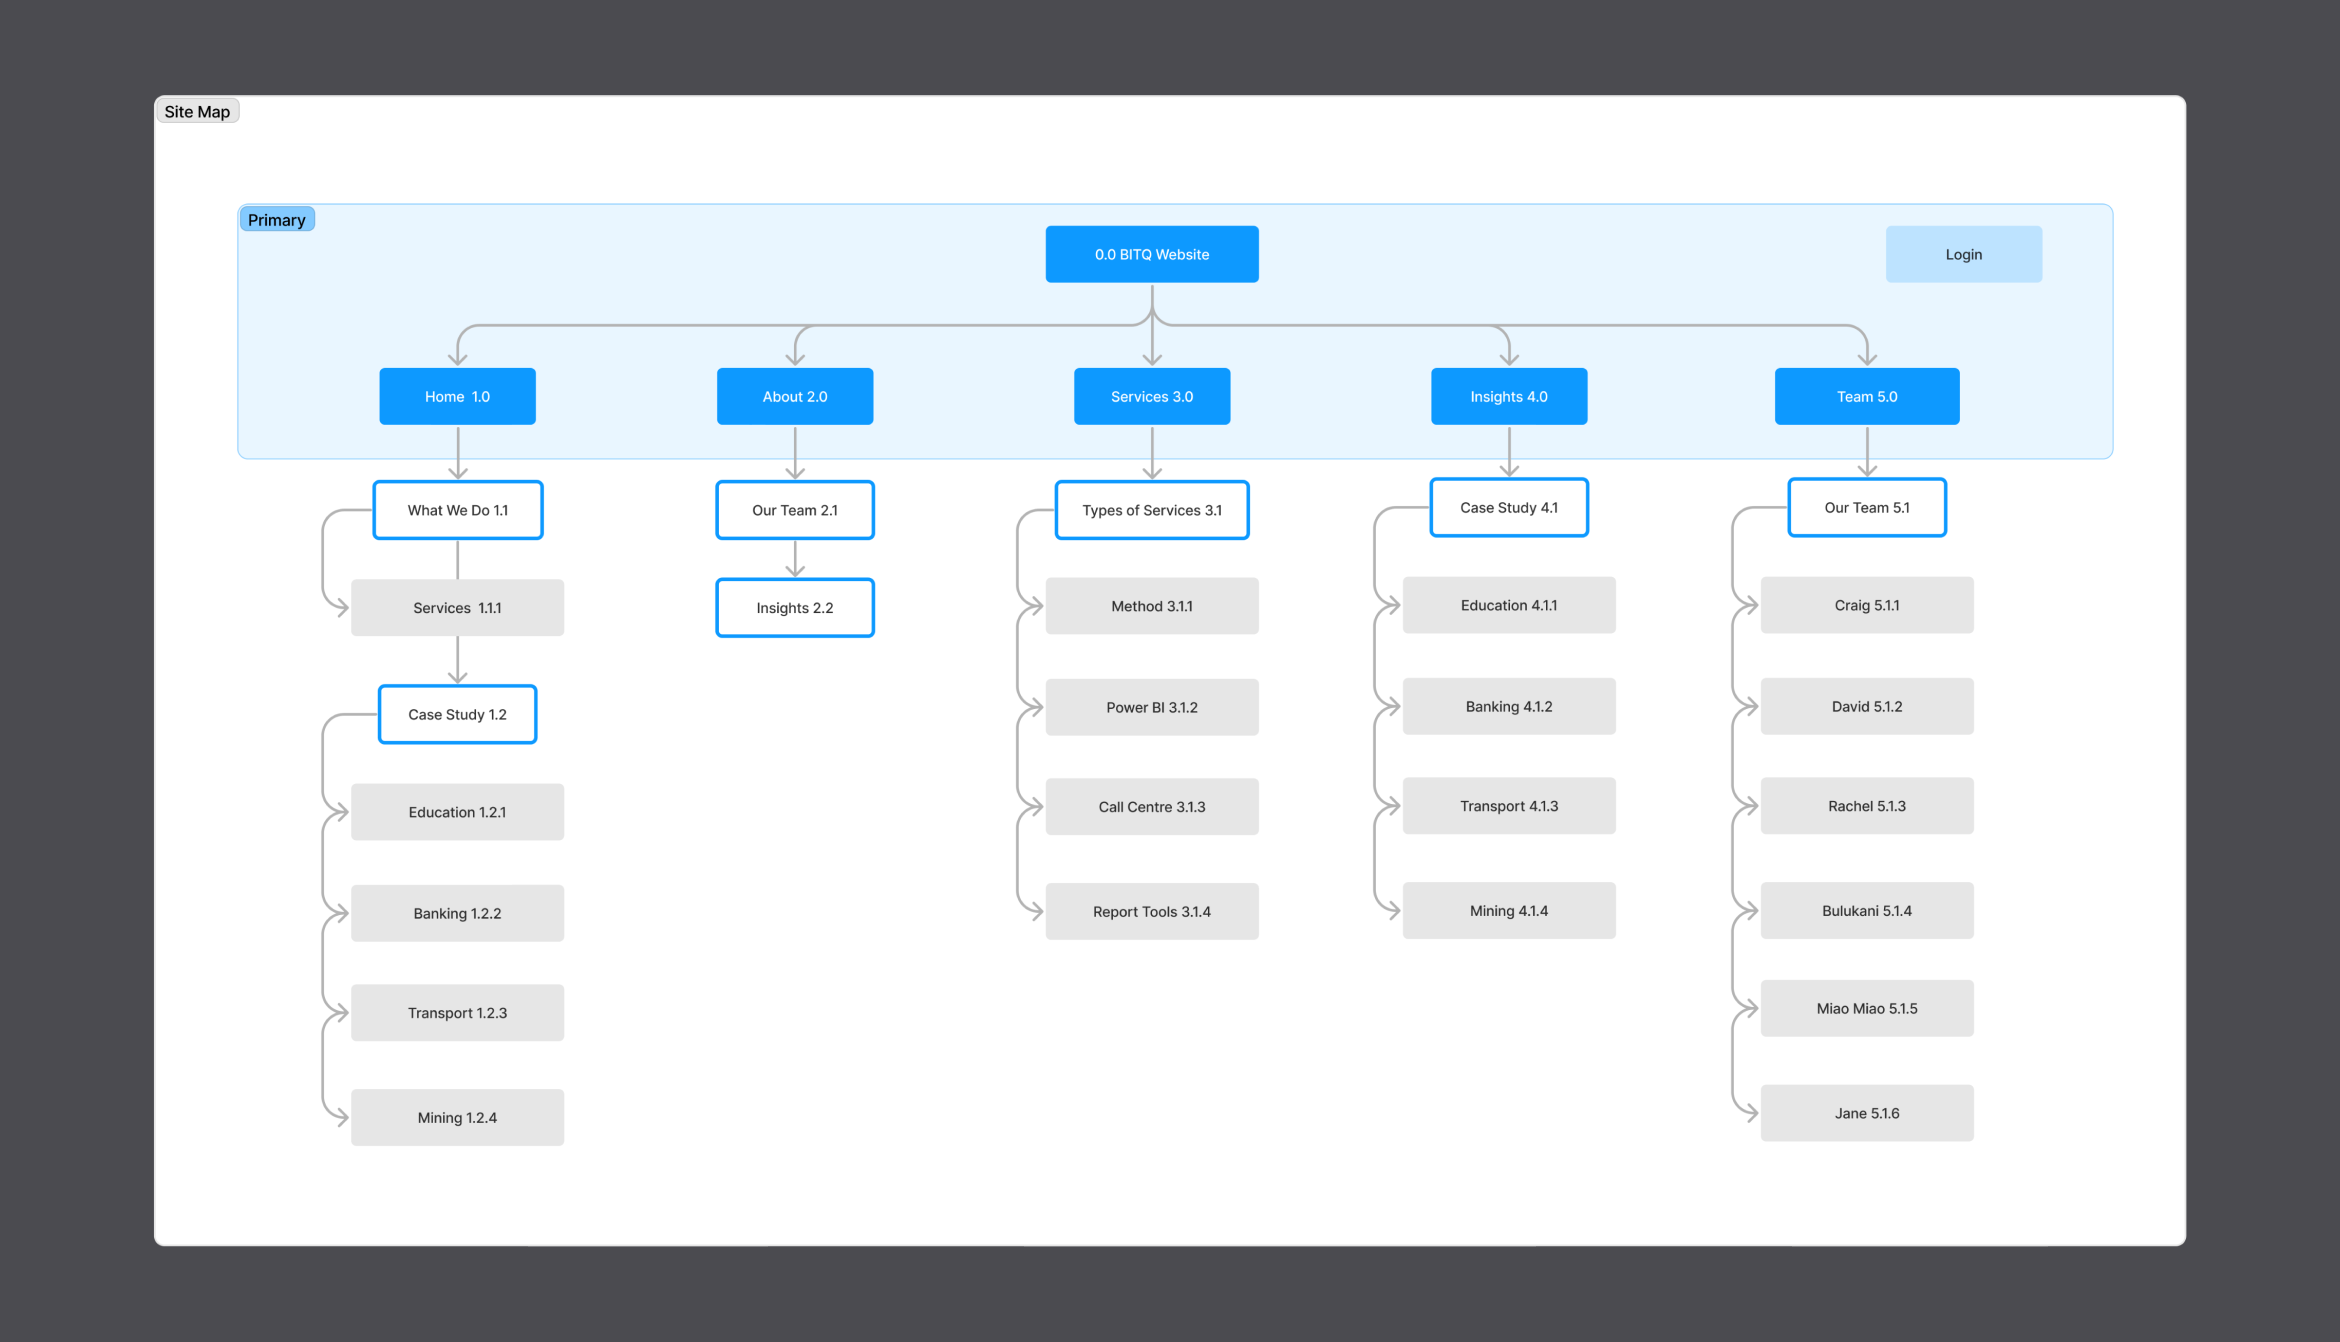 Site Map
Primary
0.0 BITQ Website
Login
Home  1.0
About 2.0
Services 3.0
Insights 4.0
Team 5.0
What We Do 1.1
Services  1.1.1
Case Study 1.2
Education 1.2.1
Banking 1.2.2
Transport 1.2.3
Mining 1.2.4
Our Team 2.1
Insights 2.2
Types of Services 3.1
Method 3.1.1
Power BI 3.1.2
Call Centre 3.1.3
Report Tools 3.1.4
Case Study 4.1
Education 4.1.1
Banking 4.1.2
Transport 4.1.3
Mining 4.1.4
Our Team 5.1
Craig 5.1.1
David 5.1.2
Rachel 5.1.3
Bulukani 5.1.4
Miao Miao 5.1.5
Jane 5.1.6